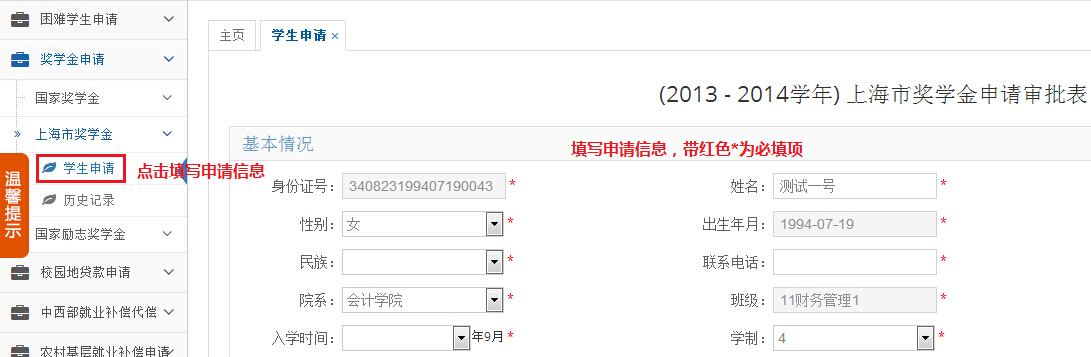 困难学生申请
奖学金申请
国家奖学金
上海市奖学金
学生申请
点击填写申请信息
历史记录
国家励志奖学金
校园地贷款申请
中西部就业补偿代偿
农村基层就业补偿申请
温馨提示
主页 学生申请 ×
(2013 - 2014学年) 上海市奖学金申请审批表
基本情况
填写申请信息，带红色*为必填项
身份证号： 340823199407190043 * 姓名： 测试一号 *
性别： 女 * 出生年月： 1994-07-19 *
民族： * 联系电话： *
院系： 会计学院 * 班级： 11财务管理1 *
入学时间： 年9月 * 学制： 4 *